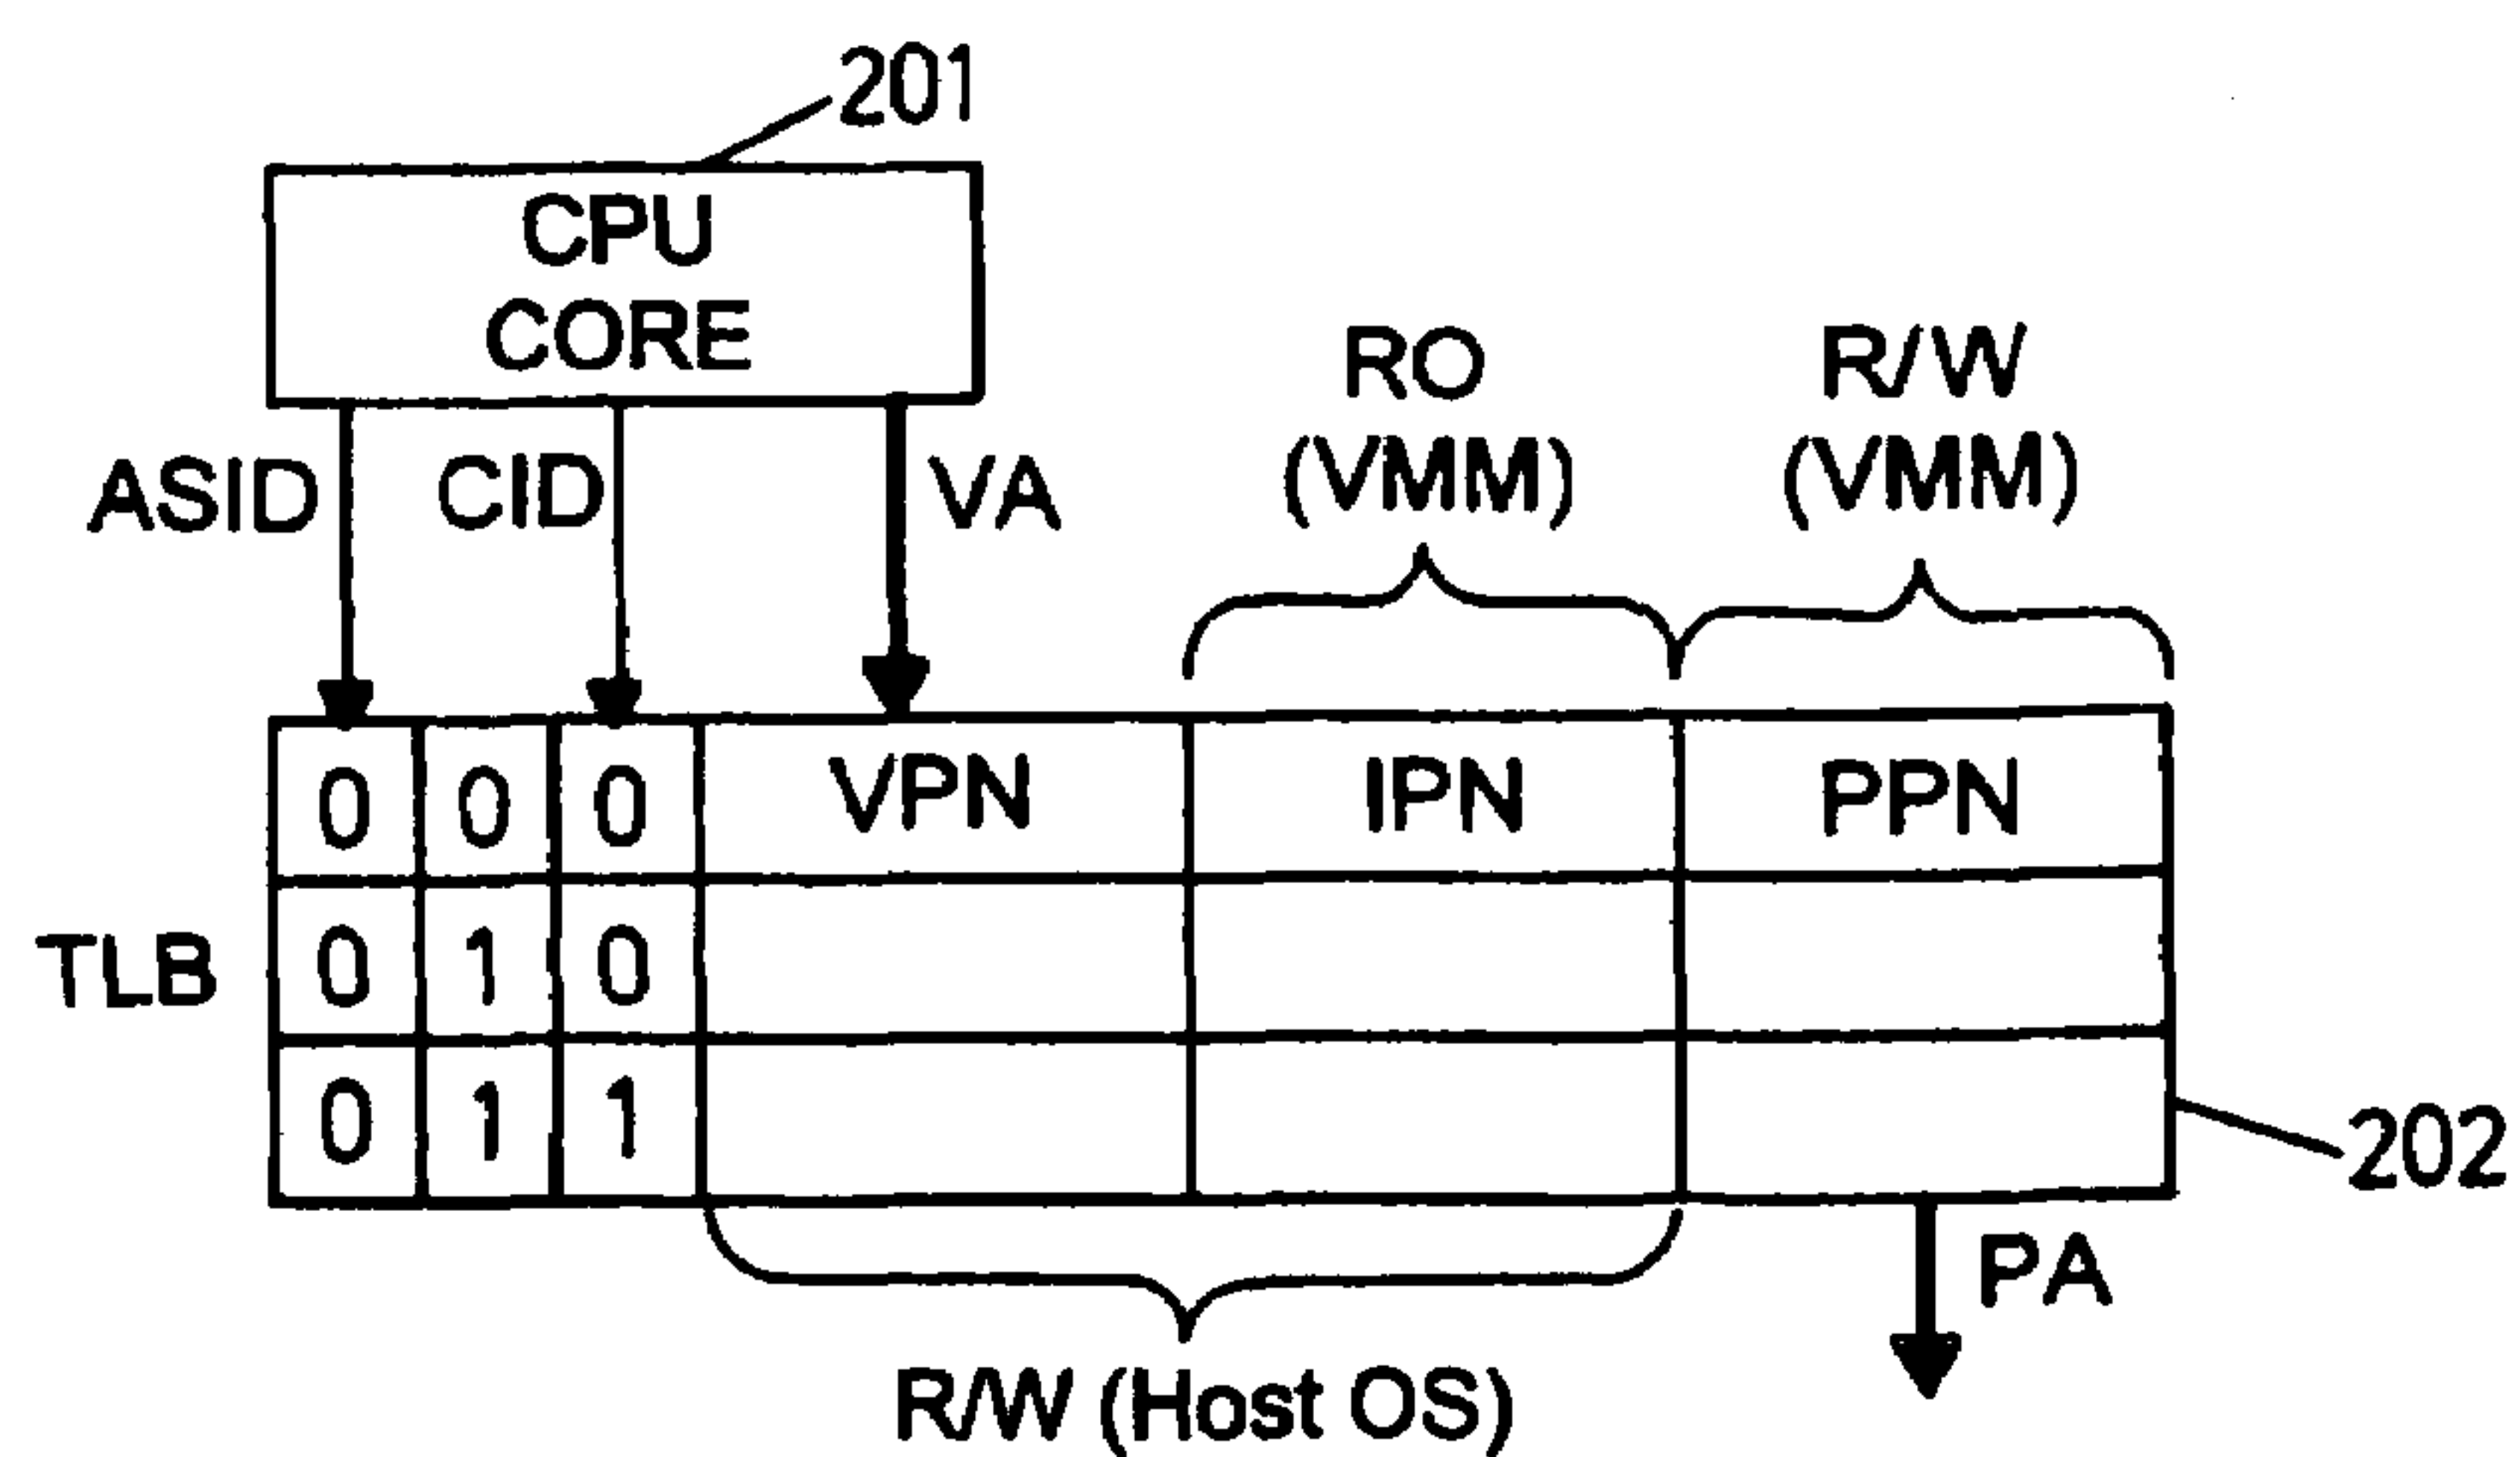 201
CPU
CORE
RO
(VMM)
R/W
(VMM)
ASID
CID
VA
0 0 0 VPN IPN PPN
TLB
0 1 0
0 1 1
202
PA
R/W (Host OS)